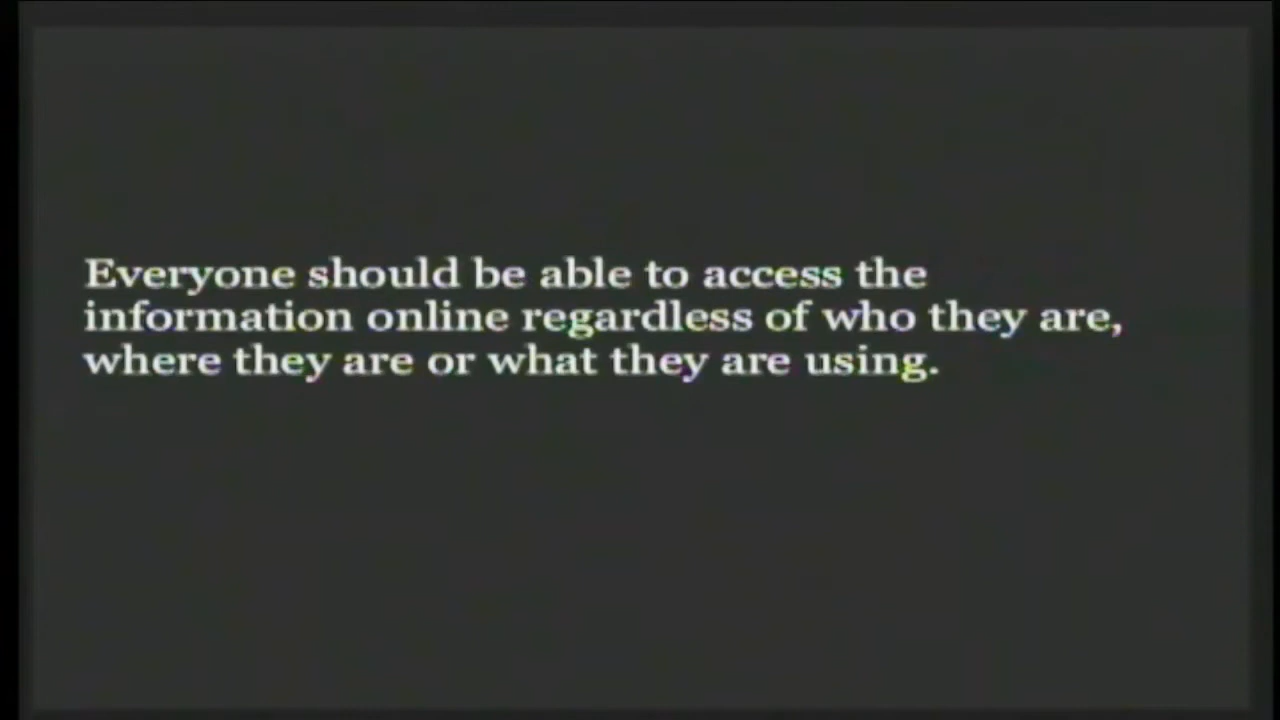 Everyone should be able to access the
information online regardless of who they are,
where they are or what they are using.